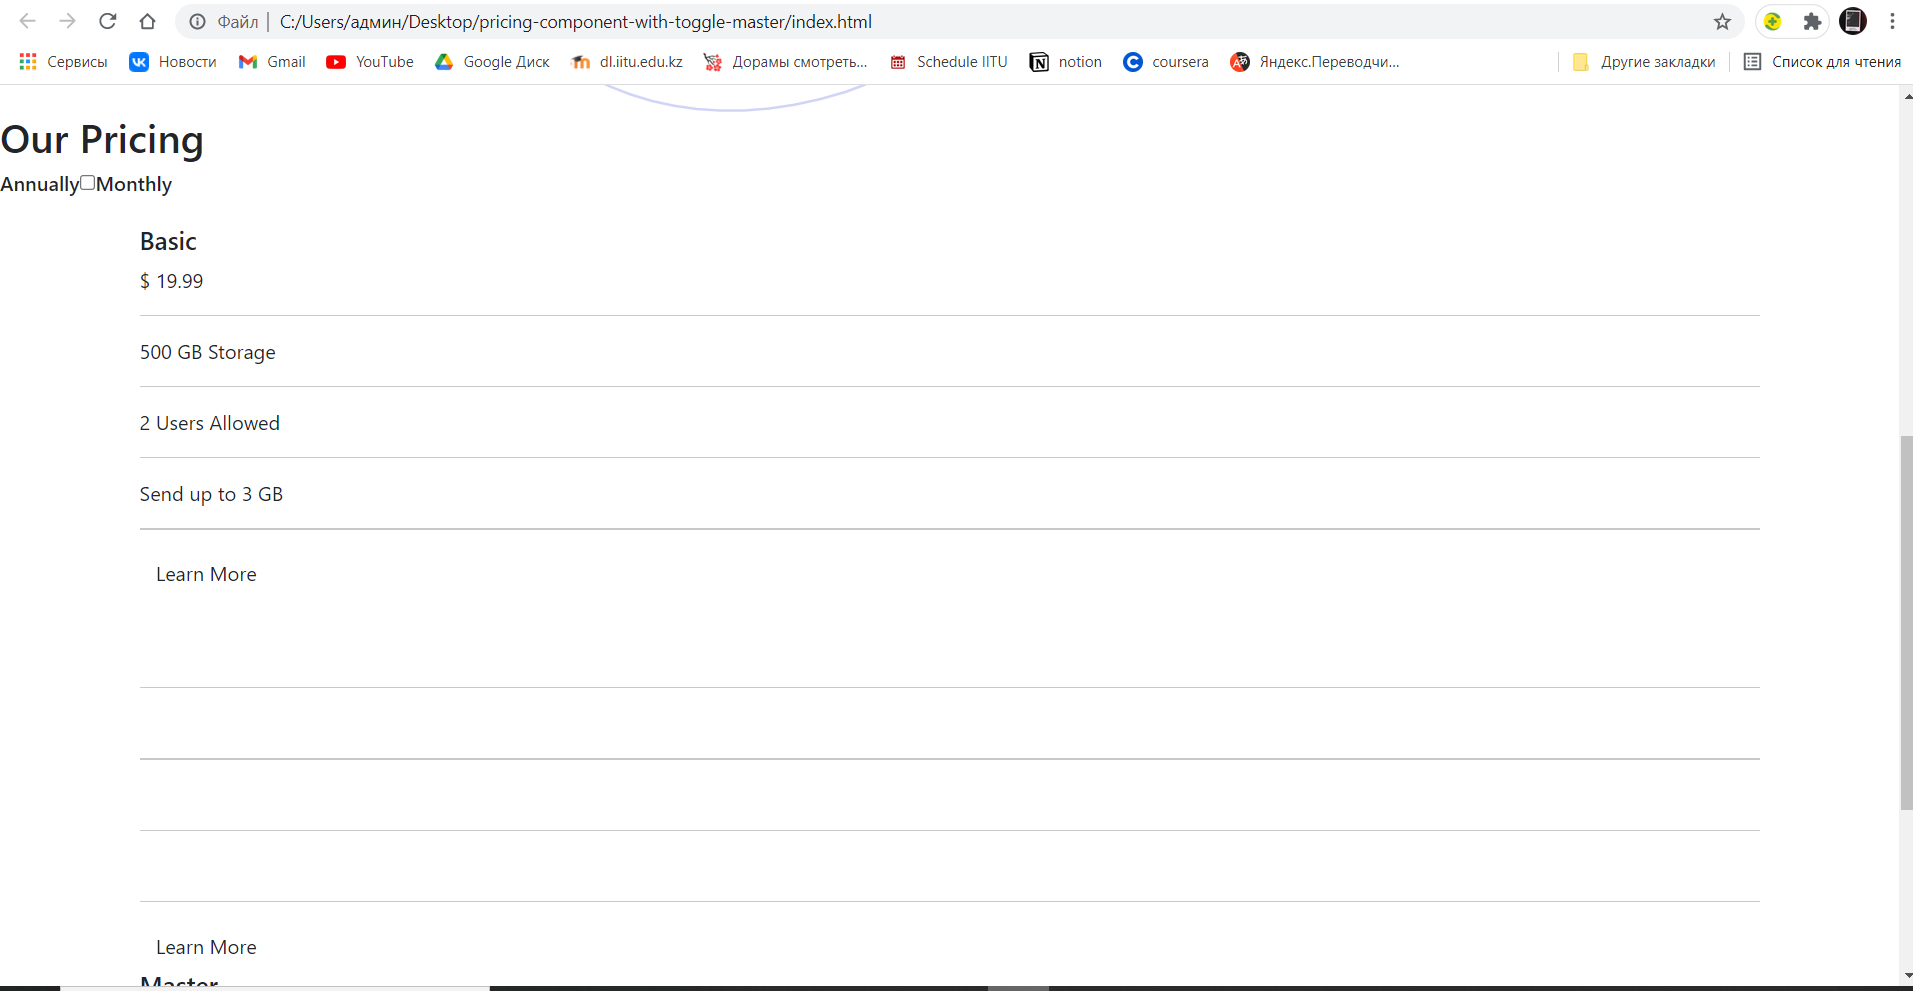 Файл | C:/Users/админ/Desktop/pricing-component-with-toggle-master/index.html
Сервисы Новости Gmail YouTube Google Диск dl.iitu.edu.kz Дорамы смотреть... Schedule IITU notion coursera Яндекс.Переводчи... Другие закладки Список для чтения
Our Pricing
Annually Monthly
Basic
$ 19.99
500 GB Storage
2 Users Allowed
Send up to 3 GB
Learn More
Learn More
Master